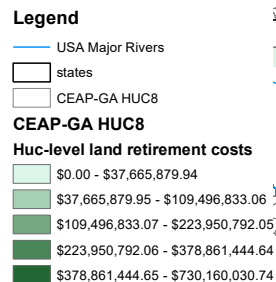 Legend
USA Major Rivers
states
CEAP-GA HUC8
CEAP-GA HUC8
Huc-level land retirement costs
$0.00 - $37,665,879.94
$37,665,879.95 - $109,496,833.06
$109,496,833.07 - $223,950,792.05
$223,950,792.06 - $378,861,444.64
$378,861,444.65 - $730,160,030.74